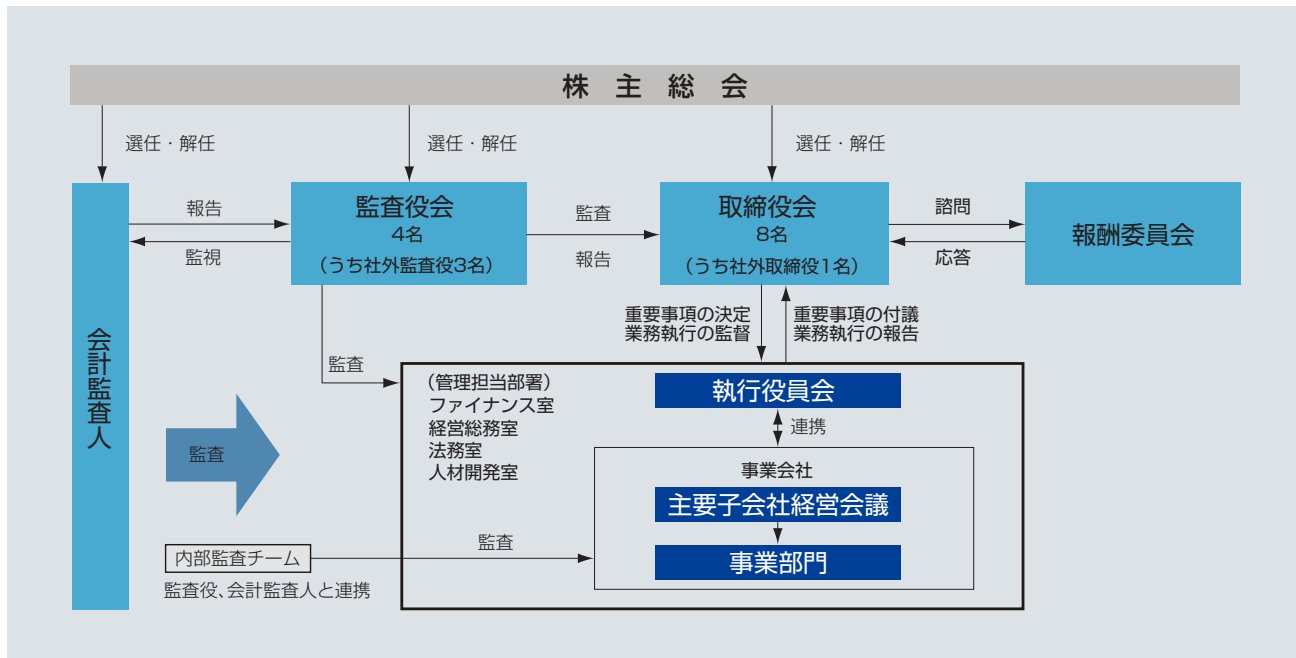 株主総会
選任・解任
選任・解任
選任・解任
会計監査人
報告
監視
監査役会
4名
（うち社外監査役3名）
監査
報告
取締役会
8名
（うち社外取締役1名）
諮問
応答
報酬委員会
重要事項の決定
業務執行の監督
重要事項の付議
業務執行の報告
監査
（管理担当部署）
ファイナンス室
経営総務室
法務室
人材開発室
執行役員会
連携
事業会社
主要子会社経営会議
事業部門
監査
内部監査チーム
監査
監査役、会計監査人と連携